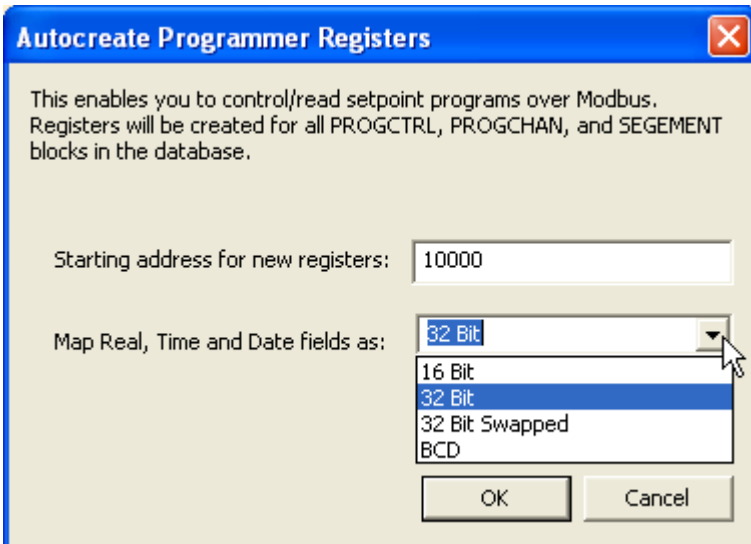 Autocreate Programmer Registers
This enables you to control/read setpoint programs over Modbus.
Registers will be created for all PROGCTRL, PROGCHAN, and SEGEMENT
blocks in the database.
Starting address for new registers: 10000
Map Real, Time and Date fields as: 32 Bit
16 Bit
32 Bit
32 Bit Swapped
BCD
OK Cancel